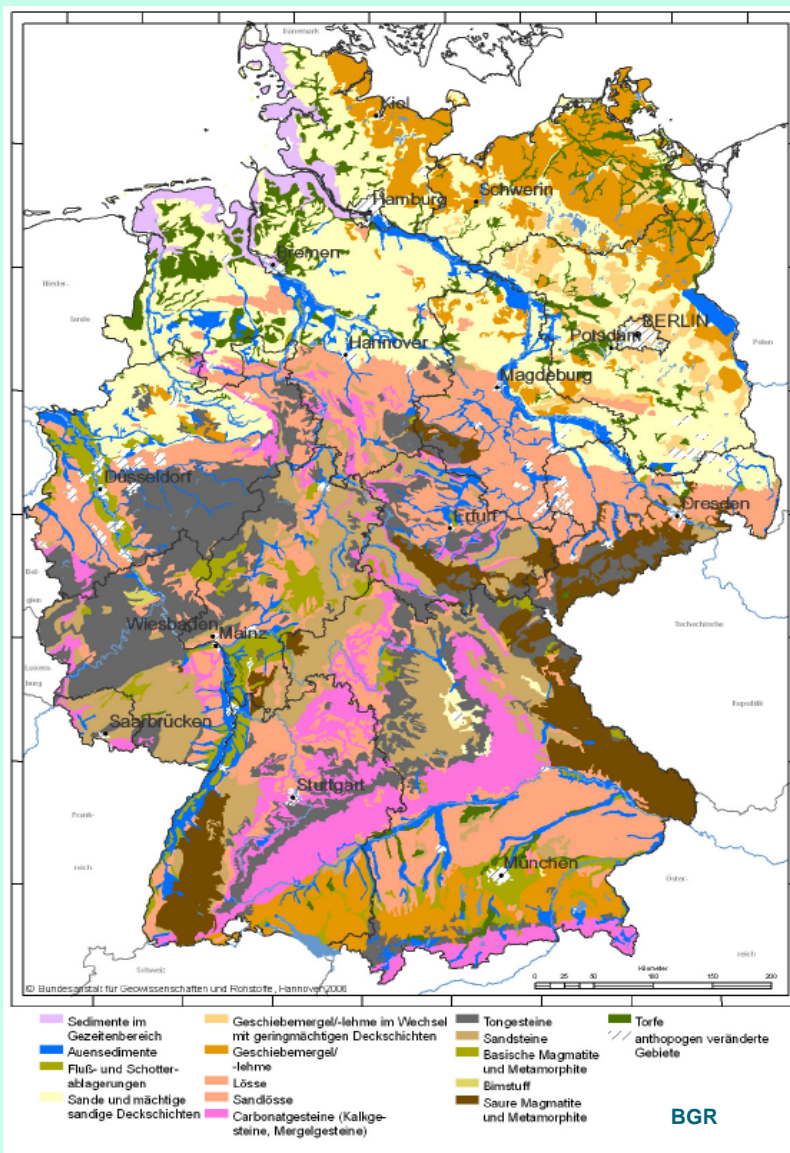 Dänemark
Kiel
Hamburg
Schwerin
Bremen
Nieder-
lande
BERLIN
Potsdam
Hannover
Polen
Magdeburg
Düsseldorf
Dresden
Erfurt
Bel-
gien
Wiesbaden
Tschechische
Mainz
Luxem-
burg
Republik
Saarbrücken
Stuttgart
Frank-
reich
München
Öster-
reich
Schweiz
Kilometer
0 25 50 100 150 200
© Bundesanstalt für Geowissenschaften und Rohstoffe, Hannover 2006
Sedimente im
Gezeitenbereich
Auensedimente
Fluß- und Schotter-
ablagerungen
Sande und mächtige
sandige Deckschichten
Geschiebemergel/-lehme im Wechsel
mit geringmächtigen Deckschichten
Geschiebemergel/
-lehme
Lösse
Sandlösse
Carbonatgesteine (Kalkge-
steine, Mergelgesteine)
Tongesteine
Sandsteine
Basische Magmatite
und Metamorphite
Bimstuff
Saure Magmatite
und Metamorphite
Torfe
anthopogen veränderte
Gebiete
BGR